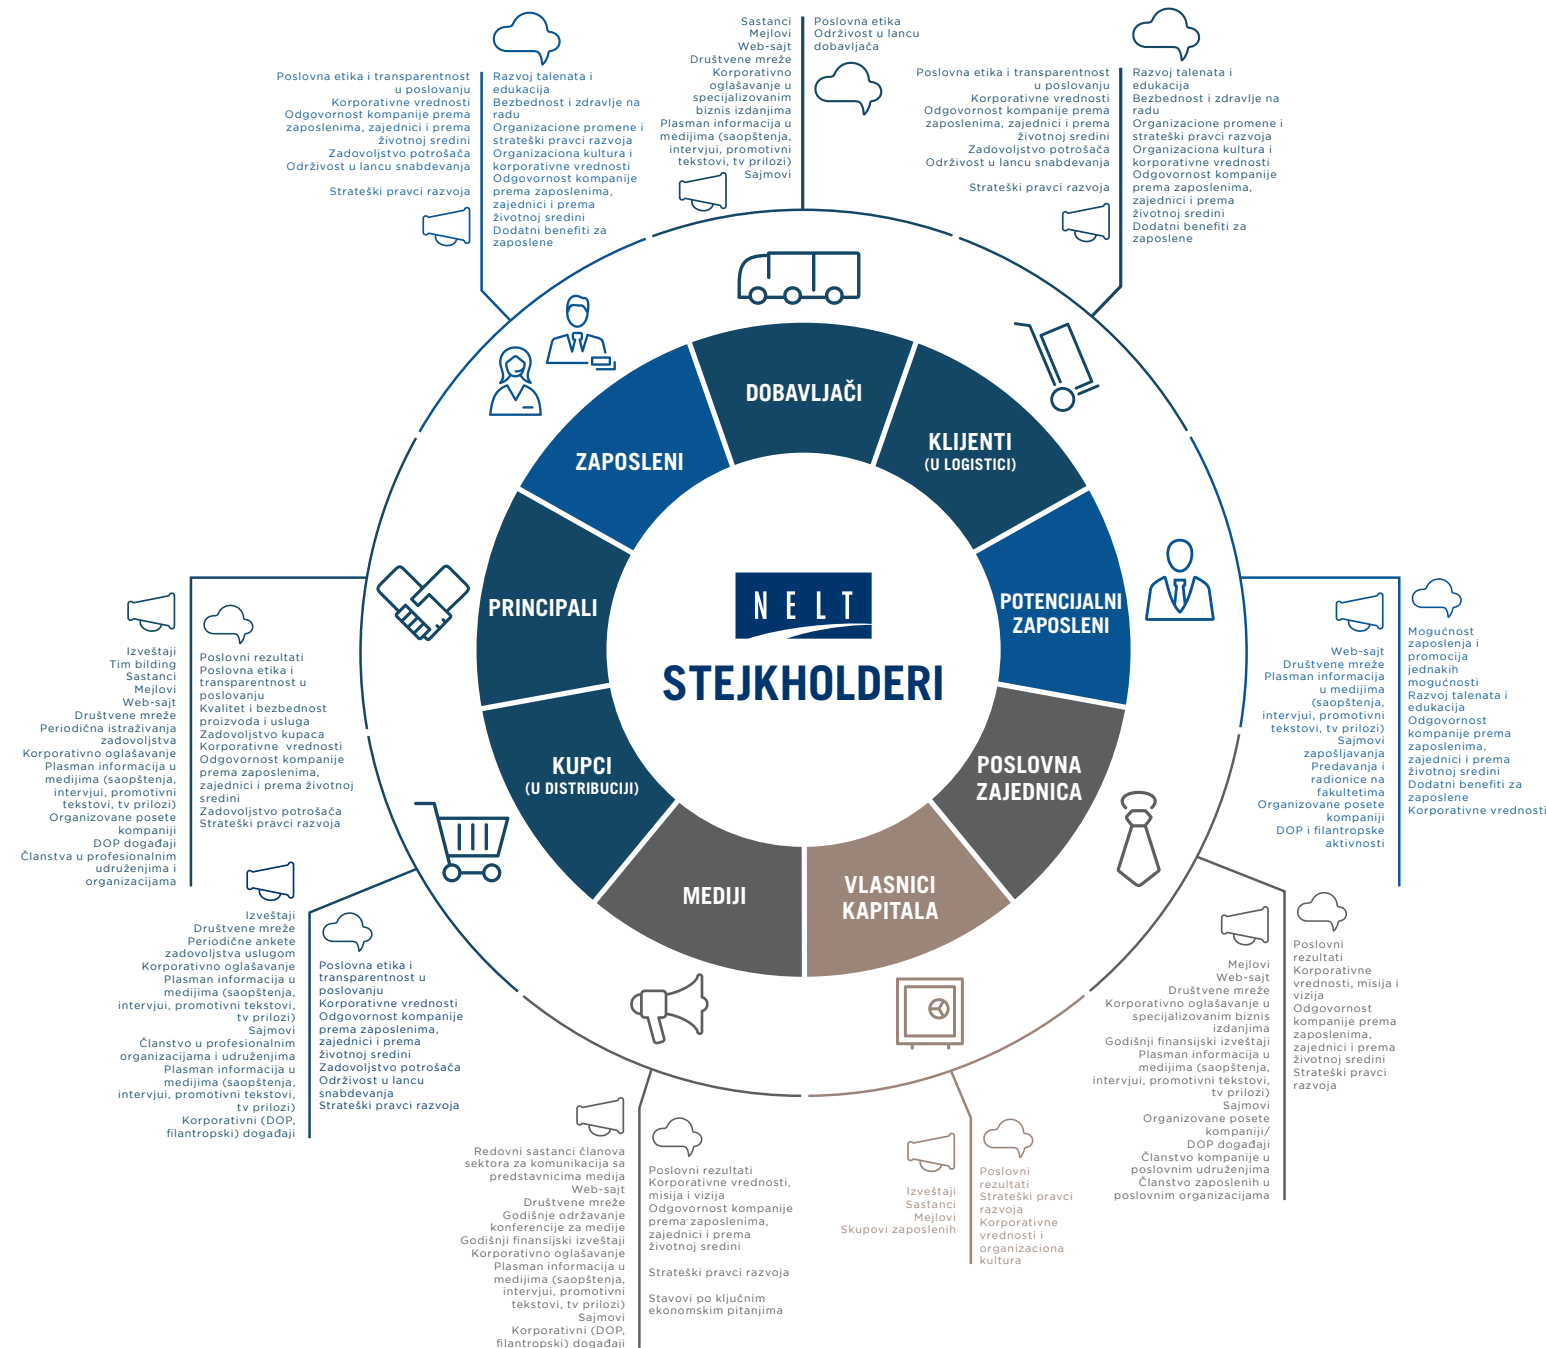 Poslovna etika i transparentnost
u poslovanju
Korporativne vrednosti
Odgovornost kompanije prema
zaposlenima, zajednici i prema
životnoj sredini
Zadovoljstvo potrošača
Održivost u lancu snabdevanja
Strateški pravci razvoja
Razvoj talenata i
edukacija
Bezbednost i zdravlje na
radu
Organizacione promene i
strateški pravci razvoja
Organizaciona kultura i
korporativne vrednosti
Odgovornost kompanije
prema zaposlenima,
zajednici i prema
životnoj sredini
Dodatni benefiti za
zaposlene
Sastanci
Mejlovi
Web-sajt
Društvene mreže
Korporativno
oglašavanje u
specijalizovanim
biznis izdanjima
Plasman informacija u
medijima (saopštenja,
intervjui, promotivni
tekstovi, tv prilozi)
Sajmovi
Poslovna etika
Održivost u lancu
dobavljača
Poslovna etika i transparentnost
u poslovanju
Korporativne vrednosti
Odgovornost kompanije prema
zaposlenima, zajednici i prema
životnoj sredini
Zadovoljstvo potrošača
Održivost u lancu snabdevanja
Strateški pravci razvoja
Razvoj talenata i
edukacija
Bezbednost i zdravlje na
radu
Organizacione promene i
strateški pravci razvoja
Organizaciona kultura i
korporativne vrednosti
Odgovornost kompanije
prema zaposlenima,
zajednici i prema
životnoj sredini
Dodatni benefiti za
zaposlene
DOBAVLJAČI
KLIJENTI
(U LOGISTICI)
ZAPOSLENI
PRINCIPALI
POTENCIJALNI
ZAPOSLENI
NELT
STEJKHOLDERI
KUPCI
(U DISTRIBUCIJI)
POSLOVNA
ZAJEDNICA
MEDIJI
VLASNICI
KAPITALA
Izveštaji
Tim bilding
Sastanci
Mejlovi
Web-sajt
Društvene mreže
Periodična istraživanja
zadovoljstva
Korporativno oglašavanje
Plasman informacija u
medijima (saopštenja,
intervjui, promotivni
tekstovi, tv prilozi)
Organizovane posete
kompaniji
DOP događaji
Članstva u profesionalnim
udruženjima i
organizacijama
Poslovni rezultati
Poslovna etika i
transparentnost u
poslovanju
Kvalitet i bezbednost
proizvoda i usluga
Zadovoljstvo kupaca
Korporativne vrednosti
Odgovornost kompanije
prema zaposlenima,
zajednici i prema životnoj
sredini
Zadovoljstvo potrošača
Strateški pravci razvoja
Web-sajt
Društvene mreže
Plasman informacija
u medijima
(saopštenja,
intervjui, promotivni
tekstovi, tv prilozi)
Sajmovi
zapošljavanja
Predavanja i
radionice na
fakultetima
Organizovane posete
kompaniji
DOP i filantropske
aktivnosti
Mogućnost
zaposlenja i
promocija
jednakih
mogućnosti
Razvoj talenata i
edukacija
Odgovornost
kompanije prema
zaposlenima,
zajednici i prema
životnoj sredini
Dodatni benefiti za
zaposlene
Korporativne vrednosti
Izveštaji
Društvene mreže
Periodične ankete
zadovoljstva uslugom
Korporativno oglašavanje
Plasman informacija u
medijima (saopštenja,
intervjui, promotivni tekstovi,
tv prilozi)
Sajmovi
Članstvo u profesionalnim
organizacijama i udruženjima
Plasman informacija u
medijima (saopštenja,
intervjui, promotivni tekstovi,
tv prilozi)
Korporativni (DOP,
filantropski) događaji
Poslovna etika i
transparentnost u
poslovanju
Korporativne vrednosti
Odgovornost kompanije
prema zaposlenima,
zajednici i prema
životnoj sredini
Zadovoljstvo potrošača
Održivost u lancu
snabdevanja
Strateški pravci razvoja
Mejlovi
Web-sajt
Društvene mreže
Korporativno oglašavanje u
specijalizovanim biznis
izdanjima
Godišnji finansijski izveštaji
Plasman informacija u
medijima (saopštenja,
intervjui, promotivni tekstovi,
tv prilozi)
Sajmovi
Organizovane posete
kompaniji/
DOP događaji
Članstvo kompanije u
poslovnim udruženjima
Članstvo zaposlenih u
poslovnim organizacijama
Poslovni
rezultati
Korporativne
vrednosti, misija i
vizija
Odgovornost
kompanije prema
zaposlenima,
zajednici i prema
životnoj sredini
Strateški pravci
razvoja
Redovni sastanci članova
sektora za komunikacija sa
predstavnicima medija
Web-sajt
Društvene mreže
Godišnje održavanje
konferencije za medije
Godišnji finansijski izveštaji
Korporativno oglašavanje
Plasman informacija u
medijima (saopštenja,
intervjui, promotivni
tekstovi, tv prilozi)
Sajmovi
Korporativni (DOP,
filantropski) događaji
Poslovni rezultati
Korporativne vrednosti,
misija i vizija
Odgovornost kompanije
prema zaposlenima,
zajednici i prema
životnoj sredini
Strateški pravci razvoja
Stavovi po ključnim
ekonomskim pitanjima
Izveštaji
Sastanci
Mejlovi
Skupovi zaposlenih
Poslovni
rezultati
Strateški pravci
razvoja
Korporativne
vrednosti i
organizaciona
kultura